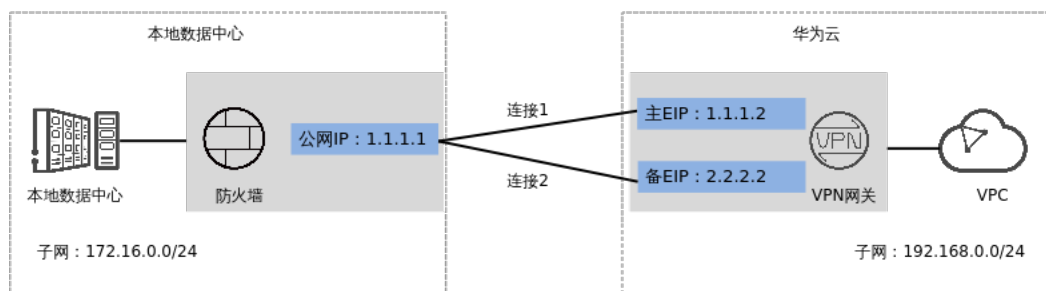 本地数据中心
华为云
连接1
主EIP：1.1.1.2
公网IP：1.1.1.1
VPN
连接2
备EIP：2.2.2.2
本地数据中心
防火墙
VPN网关
VPC
子网：172.16.0.0/24
子网：192.168.0.0/24